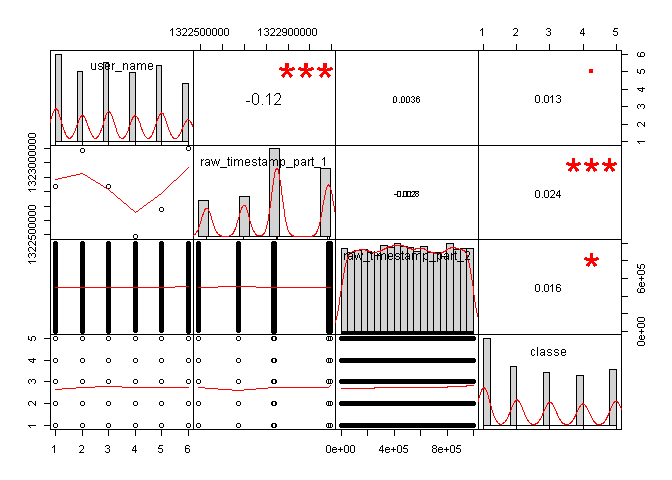 1322500000 1322900000 1 2 3 4 5
user_name *** -0.12 0.0036 0.013 1 2 3 4 5 6
1322500000 1323000000 raw_timestamp_part_1 *** 0.024
raw_timestamp_part_2 * 0.016 0e+00 6e+05
1 2 3 4 5 classe
1 2 3 4 5 6 0e+00 4e+05 8e+05